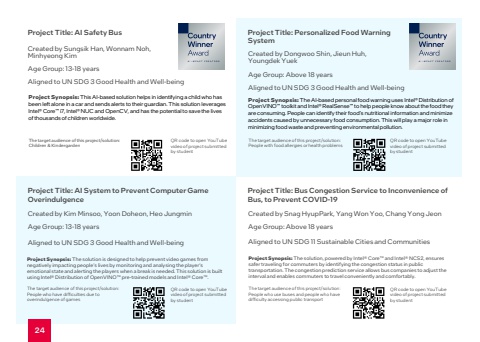 Project Title: AI Safety Bus
Created by Sungsik Han, Wonnam Noh,
Minhyeong Kim
Age Group: 13-18 years
Aligned to UN SDG 3 Good Health and Well-being
Project Synopsis: This AI-based solution helps in identifying a child who has
been left alone in a car and sends alerts to their guardian. This solution leverages
Intel® Core™ i7, Intel® NUC and OpenCV, and has the potential to save the lives
of thousands of children worldwide.
The target audience of this project/solution:
Children & Kindergarden
QR code to open YouTube
video of project submitted
by student
Country
Winner
Award
Project Title: Personalized Food Warning
System
Created by Dongwoo Shin, Jieun Huh,
Youngdek Yuek
Age Group: Above 18 years
Aligned to UN SDG 3 Good Health and Well-being
Project Synopsis: The AI-based personal food warning uses Intel® Distribution of
OpenVINO™ toolkit and Intel® RealSense™ to help people know about the food they
are consuming. People can identify their food's nutritional information and minimize
accidents caused by unnecessary food consumption. This will play a major role in
minimizing food waste and preventing environmental pollution.
The target audience of this project/solution:
People with food allergies or health problems
QR code to open YouTube
video of project submitted
by student
Country
Winner
Award
Project Title: AI System to Prevent Computer Game
Overindulgence
Created by Kim Minsoo, Yoon Doheon, Heo Jungmin
Age Group: 13-18 years
Aligned to UN SDG 3 Good Health and Well-being
Project Synopsis: The solution is designed to help prevent video games from
negatively impacting people's lives by monitoring and analysing the player's
emotional state and alerting the players when a break is needed. This solution is built
using Intel® Distribution of OpenVINO™ pre-trained models and Intel® Core™.
The target audience of this project/solution:
People who have difficulties due to
overindulgence of games
QR code to open YouTube
video of project submitted
by student
Project Title: Bus Congestion Service to Inconvenience of
Bus, to Prevent COVID-19
Created by Snag HyupPark, Yang Won Yoo, Chang Yong Jeon
Age Group: Above 18 years
Aligned to UN SDG 11 Sustainable Cities and Communities
Project Synopsis: The solution, powered by Intel® Core™ and Intel® NCS2, ensures
safer traveling for commuters by identifying the congestion status in public
transportation. The congestion prediction service allows bus companies to adjust the
interval and enables commuters to travel conveniently and comfortably.
The target audience of this project/solution:
People who use buses and people who have
difficulty accessing public transport
QR code to open YouTube
video of project submitted
by student
24